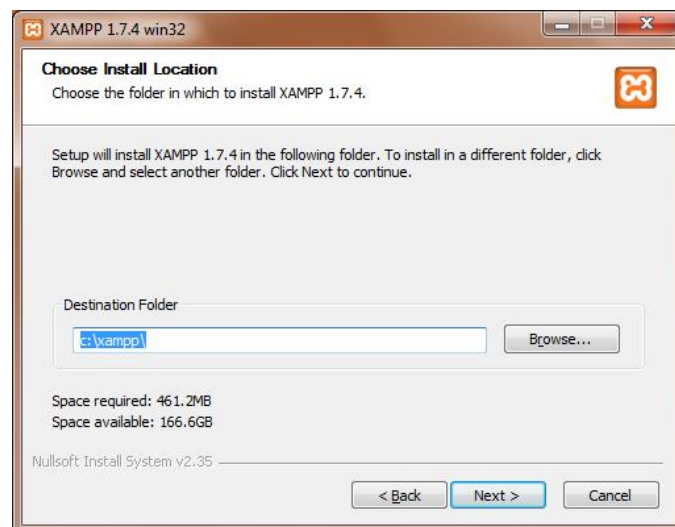 XAMPP 1.7.4 win32
Choose Install Location
Choose the folder in which to install XAMPP 1.7.4.
Setup will install XAMPP 1.7.4 in the following folder. To install in a different folder, click
Browse and select another folder. Click Next to continue.
Destination Folder
c:\xampp\
Browse...
Space required: 461.2MB
Space available: 166.6GB
Nullsoft Install System v2.35
< Back
Next >
Cancel